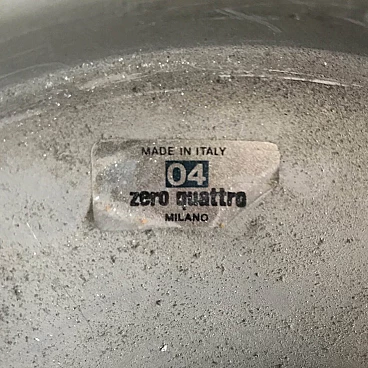 MADE IN ITALY
04
zero quattro
MILANO